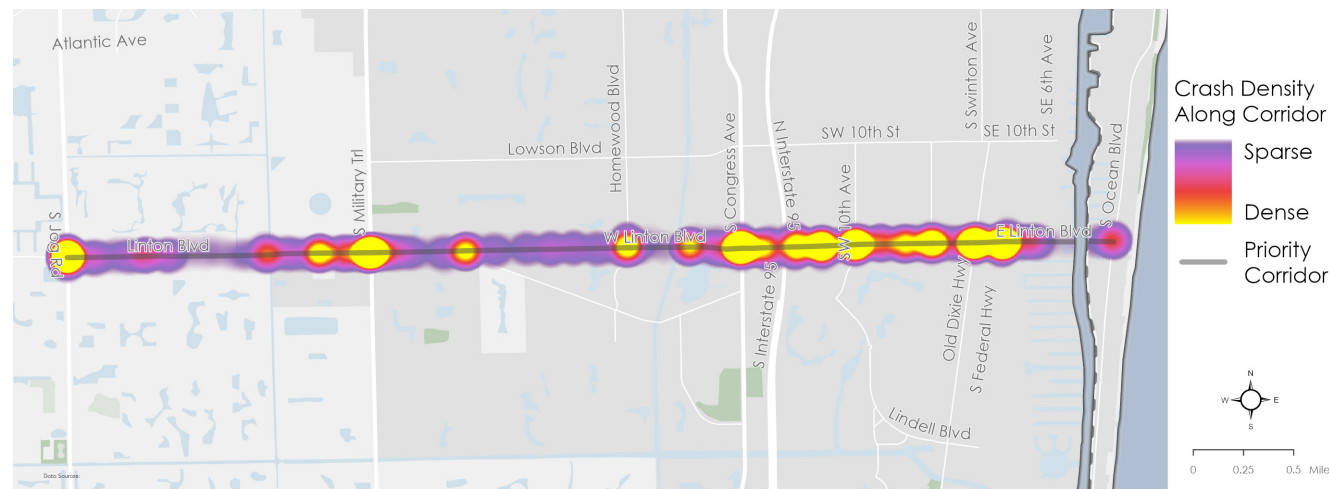 Atlantic Ave
S Jog Rd
Linton Blvd
S Military Trl
Lowson Blvd
Homewood Blvd
W Linton Blvd
S Congress Ave
N Interstate 95
S Interstate 95
SW 10th St
SW 10th Ave
S Swinton Ave
SE 10th St
SE 6th Ave
Old Dixie Hwy
S Federal Hwy
E Linton Blvd
S Ocean Blvd
Lindell Blvd
Data Sources:
Crash Density
Along Corridor
Sparse
Dense
Priority
Corridor
N
W E
S
0 0.25 0.5 Mile